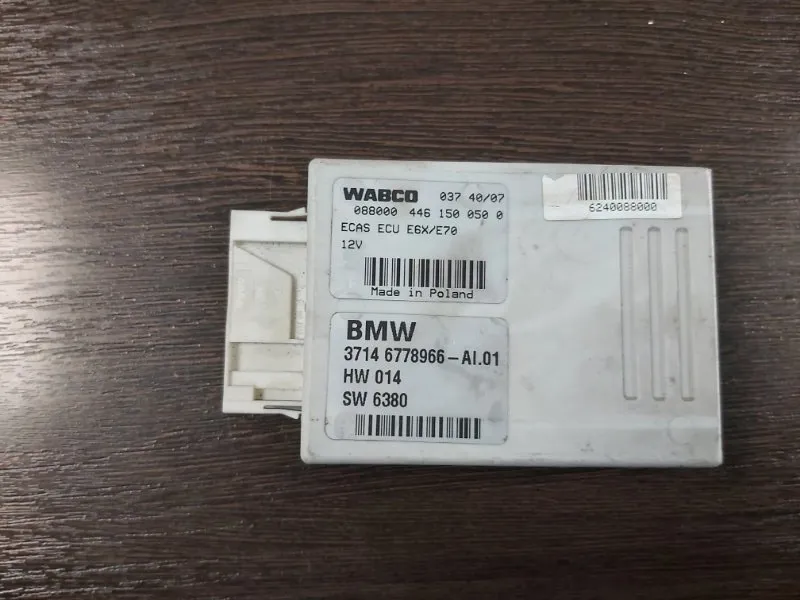 WABCO 037 40/07
088000 446 150 050 0
ECAS ECU E6X/E70
12V
Made in Poland
6240088000
BMW
3714 6778966-AI.01
HW 014
SW 6380